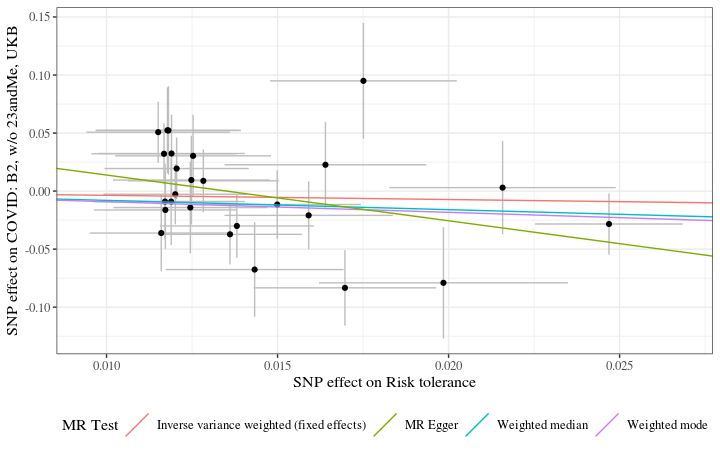 SNP effect on COVID: B2, w/o 23andMe, UKB
0.15
0.10
0.05
0.00
-0.05
-0.10
0.010
0.015
0.020
0.025
SNP effect on Risk tolerance
MR Test
Inverse variance weighted (fixed effects)
MR Egger
Weighted median
Weighted mode